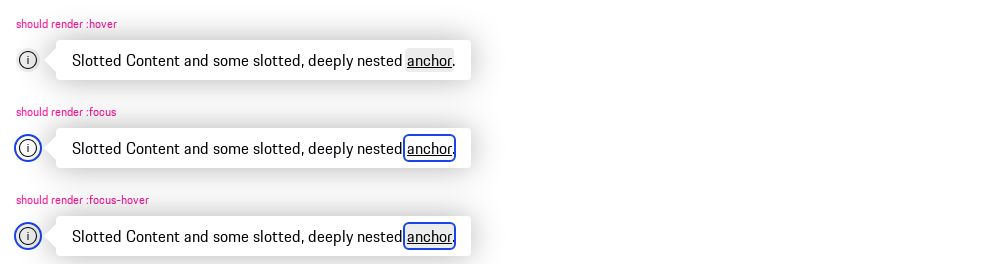 should render :hover
i Slotted Content and some slotted, deeply nested anchor.
should render :focus
i Slotted Content and some slotted, deeply nested anchor.
should render :focus-hover
i Slotted Content and some slotted, deeply nested anchor.